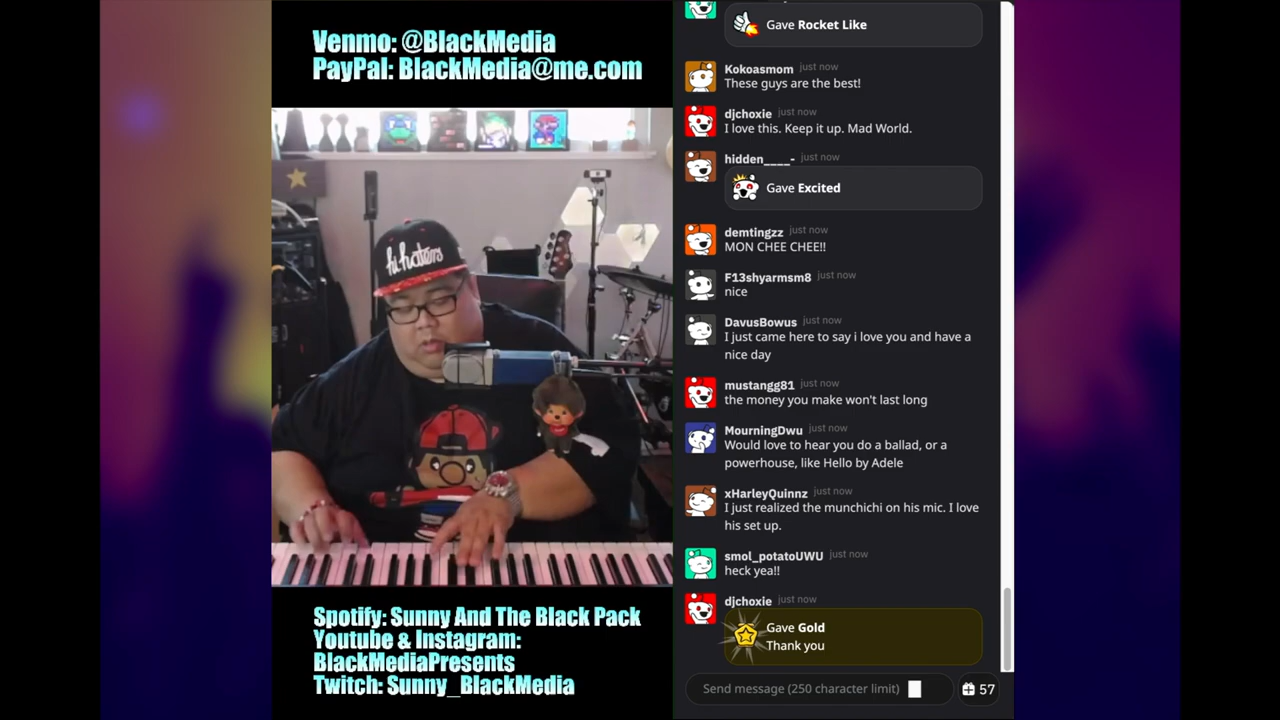 Venmo: @BlackMedia
PayPal: BlackMedia@me.com
hi haters
Spotify: Sunny And The Black Pack
Youtube & Instagram:
BlackMediaPresents
Twitch: Sunny_BlackMedia
Gave Rocket Like
Kokoasmom just now
These guys are the best!
djchoxie just now
I love this. Keep it up. Mad World.
hidden____- just now
Gave Excited
demtingzz just now
MON CHEE CHEE!!
F13shyarmsm8 just now
nice
DavusBowus just now
I just came here to say i love you and have a
nice day
mustangg81 just now
the money you make won't last long
MourningDwu just now
Would love to hear you do a ballad, or a
powerhouse, like Hello by Adele
xHarleyQuinnz just now
I just realized the munchichi on his mic. I love
his set up.
smol_potatoUWU just now
heck yea!!
djchoxie just now
Gave Gold
Thank you
Send message (250 character limit)
57